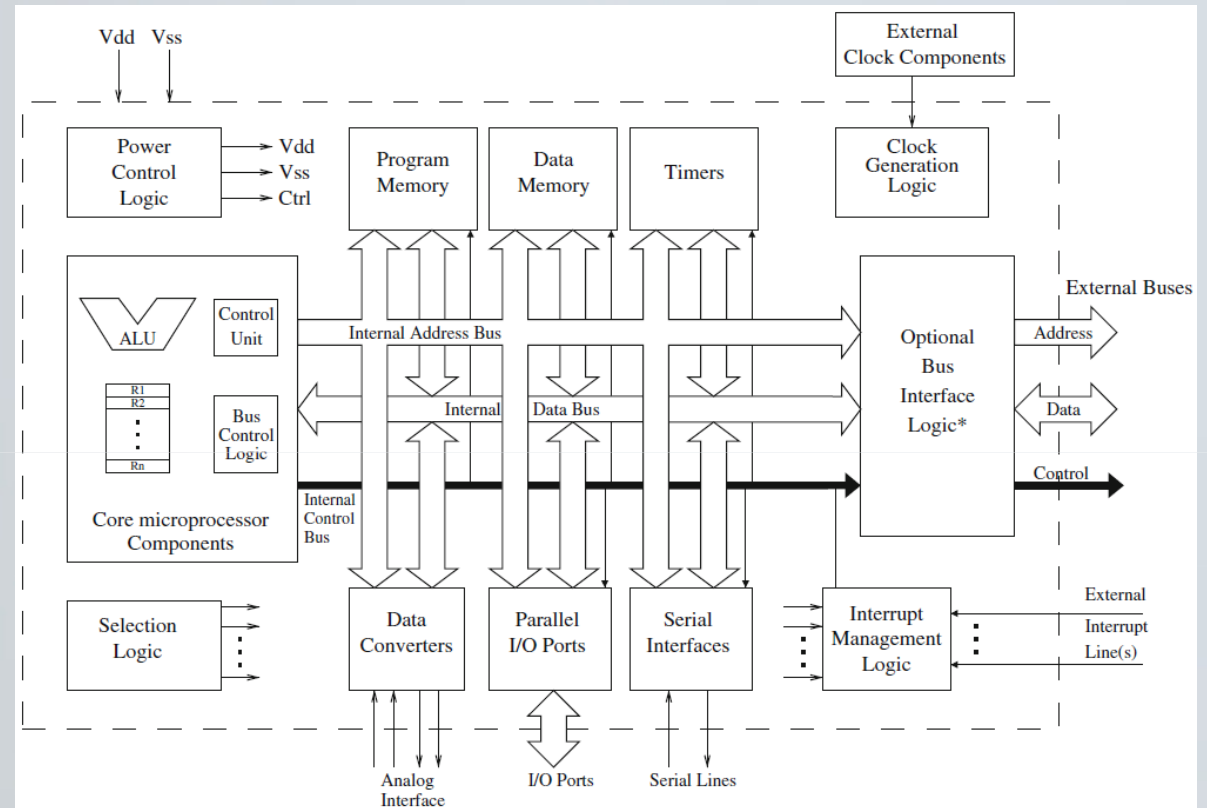 Vdd Vss
External
Clock Components
Power
Control
Logic
Vdd
Vss
Ctrl
Program
Memory
Data
Memory
Timers
Clock
Generation
Logic
ALU
Control
Unit
R1
R2
Rn
Bus
Control
Logic
Core microprocessor
Components
Internal Address Bus
Internal Data Bus
Internal
Control
Bus
Optional
Bus
Interface
Logic*
External Buses
Address
Data
Control
Selection
Logic
Data
Converters
Parallel
I/O Ports
Serial
Interfaces
Interrupt
Management
Logic
External
Interrupt
Line(s)
Analog
Interface
I/O Ports
Serial Lines